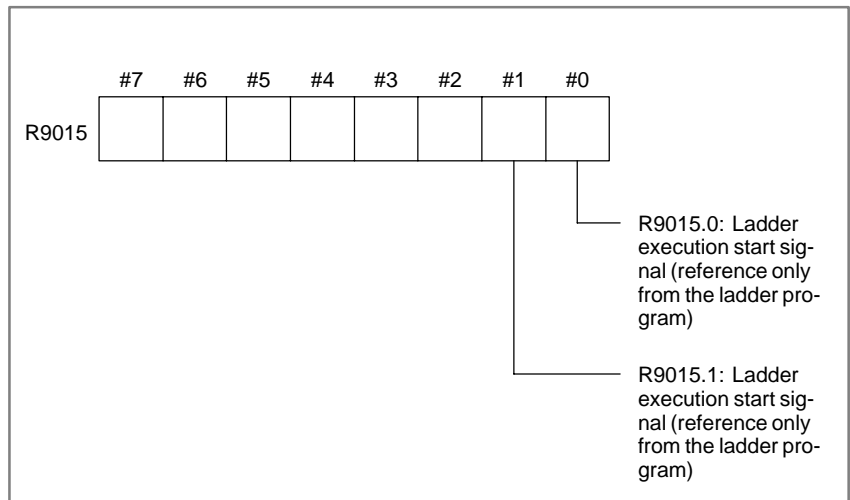 #7 #6 #5 #4 #3 #2 #1 #0
R9015
R9015.0: Ladder
execution start sig-
nal (reference only
from the ladder pro-
gram)
R9015.1: Ladder
execution start sig-
nal (reference only
from the ladder pro-
gram)